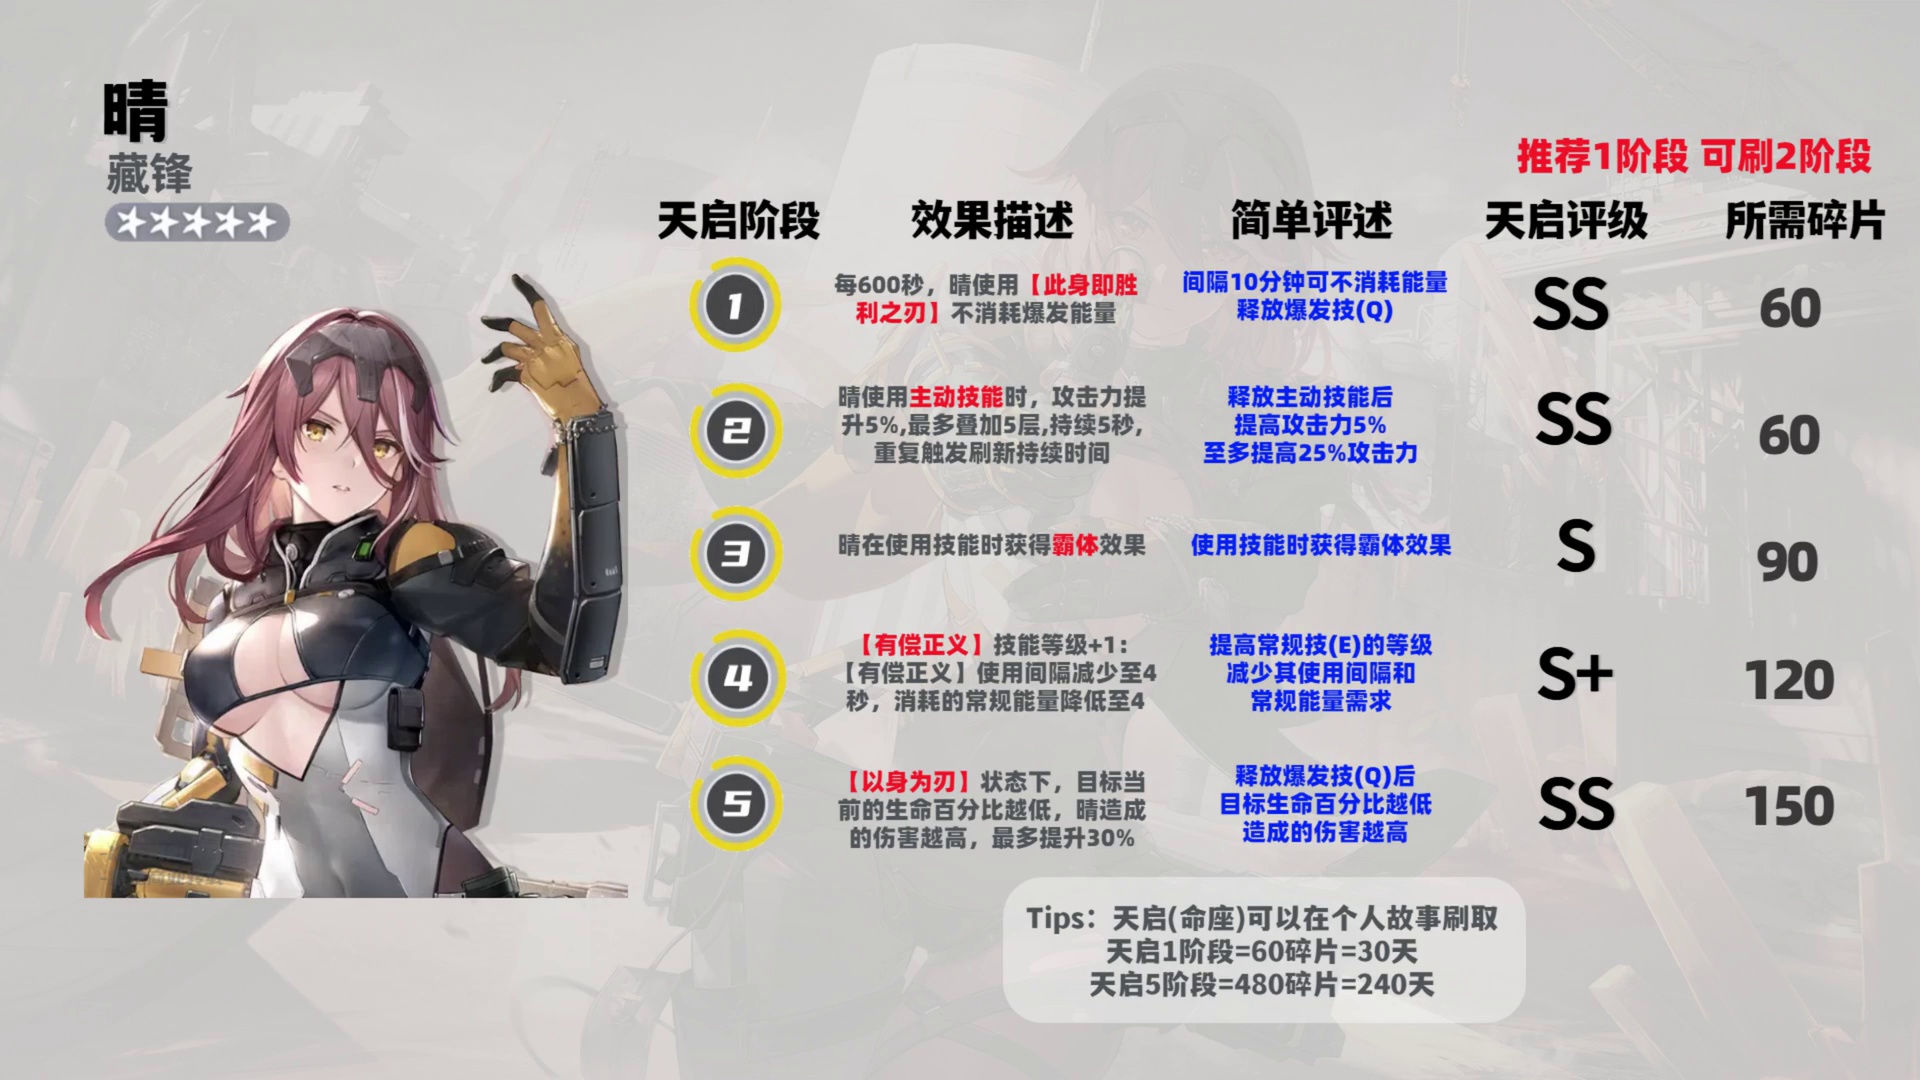 晴
藏锋
推荐1阶段 可刷2阶段
天启阶段 效果描述 简单评述 天启评级 所需碎片
1
每600秒，晴使用【此身即胜
利之刃】不消耗爆发能量
间隔10分钟可不消耗能量
释放爆发技(Q)
SS
60
2
晴使用主动技能时，攻击力提
升5%,最多叠加5层,持续5秒，
重复触发刷新持续时间
释放主动技能后
提高攻击力5%
至多提高25%攻击力
SS
60
3
晴在使用技能时获得霸体效果
使用技能时获得霸体效果
S
90
4
【有偿正义】技能等级+1：
【有偿正义】使用间隔减少至4
秒，消耗的常规能量降低至4
提高常规技(E)的等级
减少其使用间隔和
常规能量需求
S+
120
5
【以身为刃】状态下，目标当
前的生命百分比越低，晴造成
的伤害越高，最多提升30%
释放爆发技(Q)后
目标生命百分比越低
造成的伤害越高
SS
150
Tips：天启(命座)可以在个人故事刷取
天启1阶段=60碎片=30天
天启5阶段=480碎片=240天